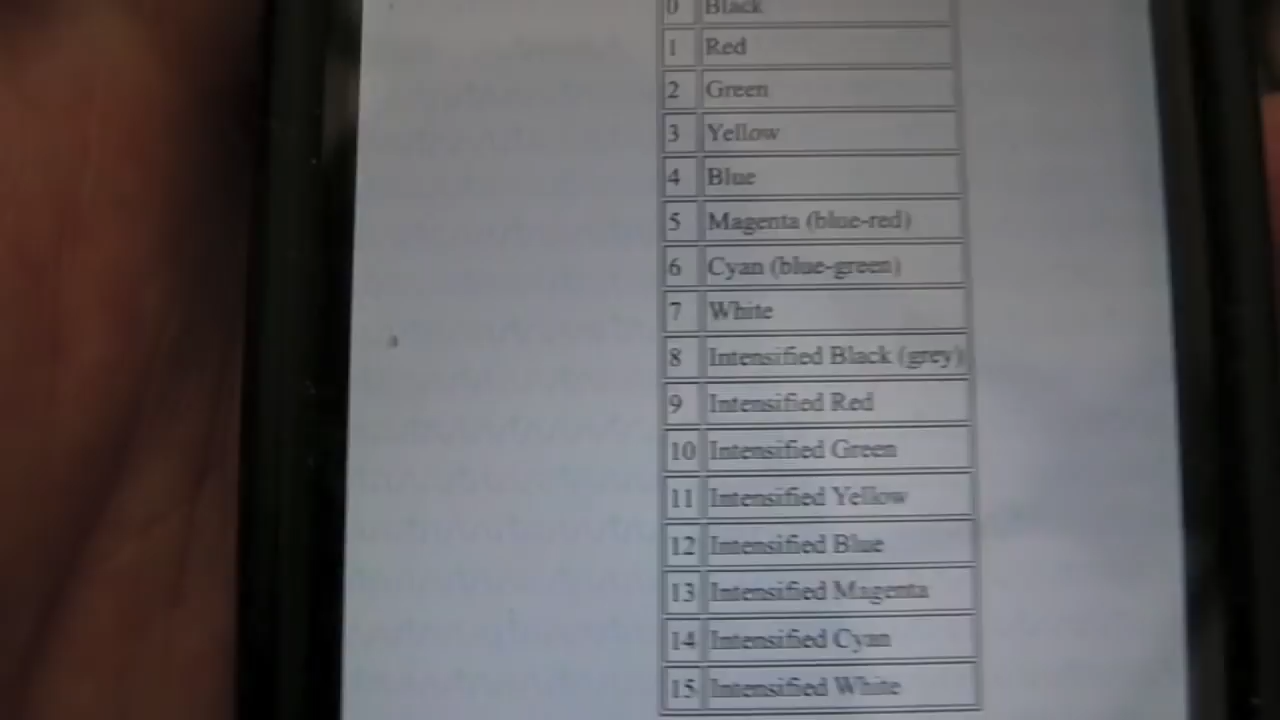 0 Black
1 Red
2 Green
3 Yellow
4 Blue
5 Magenta (blue-red)
6 Cyan (blue-green)
7 White
8 Intensified Black (grey)
9 Intensified Red
10 Intensified Green
11 Intensified Yellow
12 Intensified Blue
13 Intensified Magenta
14 Intensified Cyan
15 Intensified White